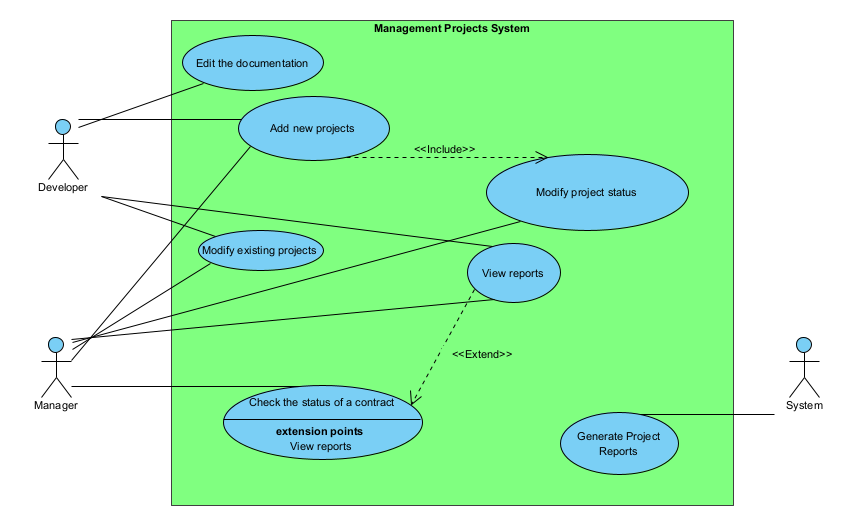 Management Projects System
Edit the documentation
Add new projects
<<Include>>
Developer
Modify project status
Modify existing projects
View reports
<<Extend>>
Manager
Check the status of a contract
extension points
View reports
System
Generate Project
Reports